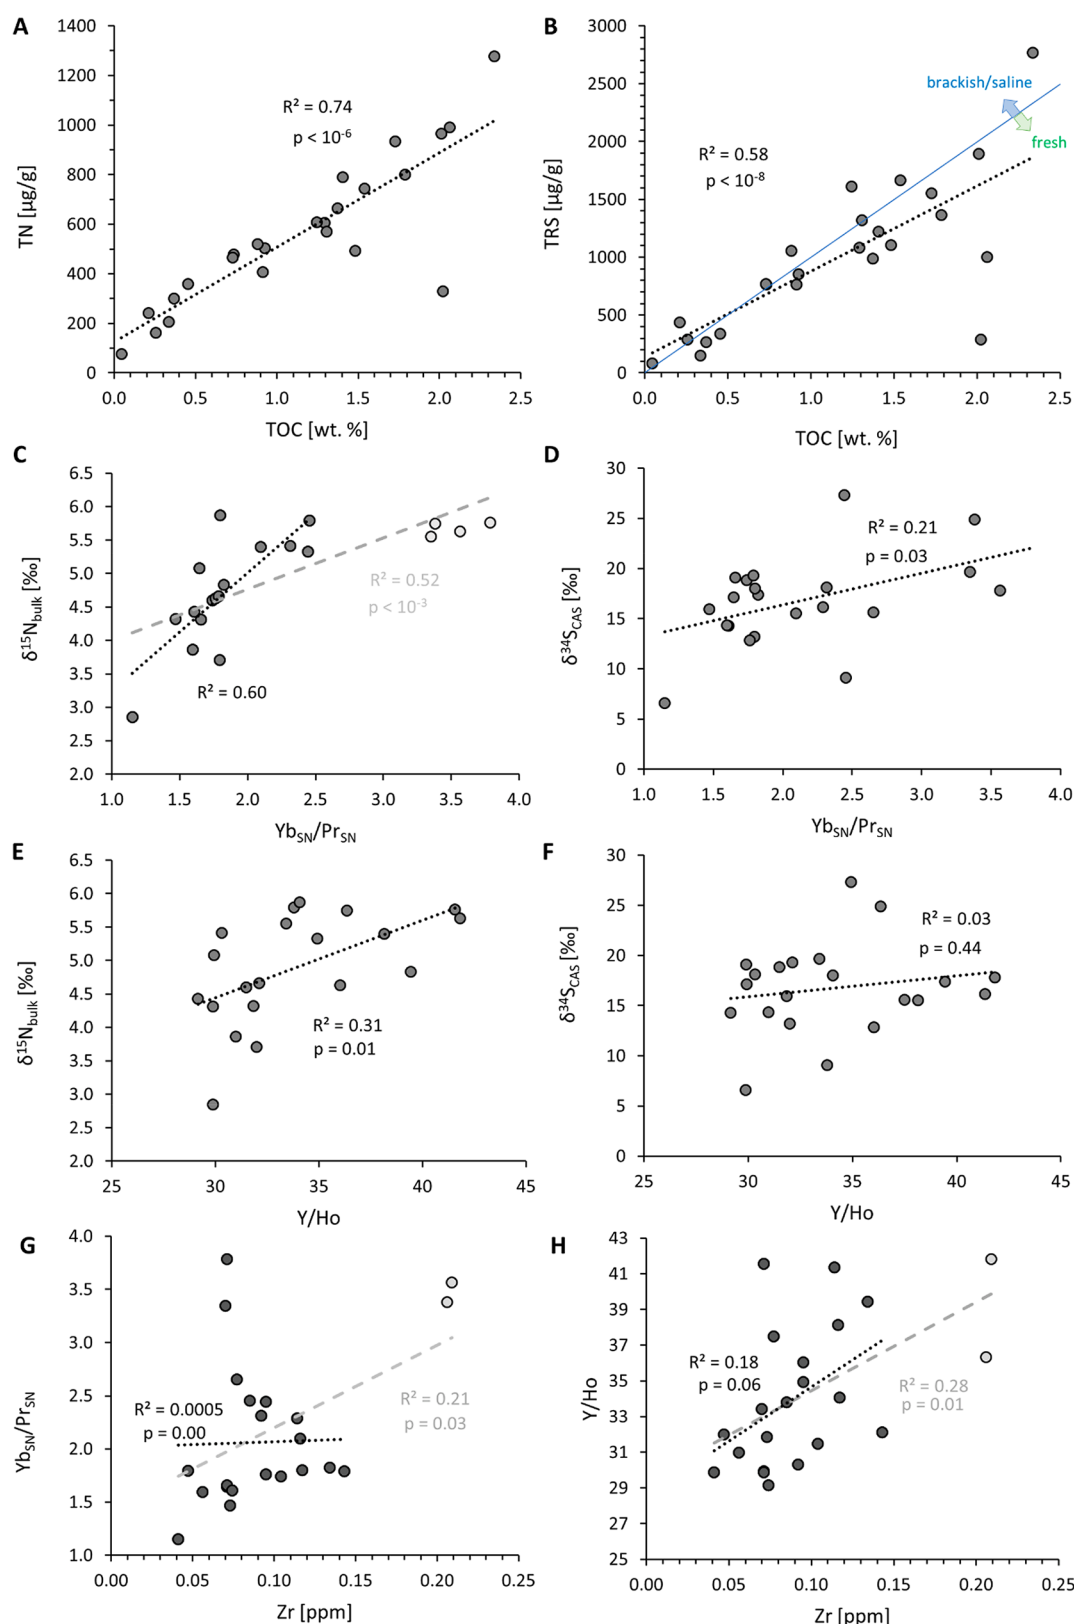 A
1400
1200
1000
800
600
400
200
0
TN [µg/g]
R² = 0.74
p < 10⁻⁶
0.0 0.5 1.0 1.5 2.0 2.5
TOC [wt. %]
B
3000
2500
2000
1500
1000
500
0
TRS [µg/g]
brackish/saline
fresh
R² = 0.58
p < 10⁻⁸
0.0 0.5 1.0 1.5 2.0 2.5
TOC [wt. %]
C
6.5
6.0
5.5
5.0
4.5
4.0
3.5
3.0
2.5
2.0
δ¹⁵N_bulk [‰]
R² = 0.52
p < 10⁻³
R² = 0.60
1.0 1.5 2.0 2.5 3.0 3.5 4.0
Yb_SN/Pr_SN
D
30
25
20
15
10
5
0
δ³⁴S_CAS [‰]
R² = 0.21
p = 0.03
1.0 1.5 2.0 2.5 3.0 3.5 4.0
Yb_SN/Pr_SN
E
6.5
6.0
5.5
5.0
4.5
4.0
3.5
3.0
2.5
2.0
δ¹⁵N_bulk [‰]
R² = 0.31
p = 0.01
25 30 35 40 45
Y/Ho
F
30
25
20
15
10
5
0
δ³⁴S_CAS [‰]
R² = 0.03
p = 0.44
25 30 35 40 45
Y/Ho
G
4.0
3.5
3.0
2.5
2.0
1.5
1.0
Yb_SN/Pr_SN
R² = 0.0005
p = 0.00
R² = 0.21
p = 0.03
0.00 0.05 0.10 0.15 0.20 0.25
Zr [ppm]
H
43
41
39
37
35
33
31
29
27
25
Y/Ho
R² = 0.18
p = 0.06
R² = 0.28
p = 0.01
0.00 0.05 0.10 0.15 0.20 0.25
Zr [ppm]